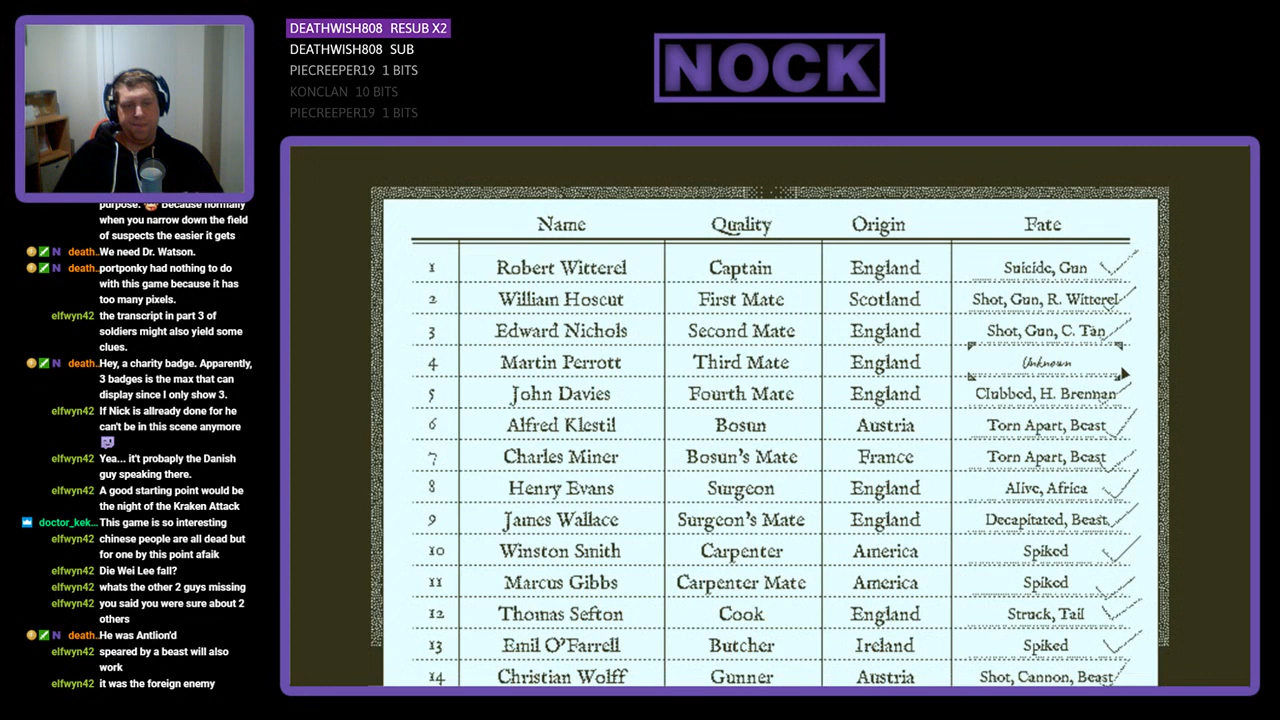 DEATHWISH808 RESUB X2
DEATHWISH808 SUB
PIECREEPER19 1 BITS
KONCLAN 10 BITS
PIECREEPER19 1 BITS
NOCK
purpose. Because normally
when you narrow down the field
of suspects the easier it gets
death..We need Dr. Watson.
death..portponky had nothing to do
with this game because it has
too many pixels.
elfwyn42 the transcript in part 3 of
soldiers might also yield some
clues.
death..Hey, a charity badge. Apparently,
3 badges is the max that can
display since I only show 3.
elfwyn42 If Nick is allready done for he
can't be in this scene anymore
elfwyn42 Yea... it't probaply the Danish
guy speaking there.
elfwyn42 A good starting point would be
the night of the Kraken Attack
doctor_kek...This game is so interesting
elfwyn42 chinese people are all dead but
for one by this point afaik
elfwyn42 Die Wei Lee fall?
elfwyn42 whats the other 2 guys missing
elfwyn42 you said you were sure about 2
others
death..He was Antlion'd
elfwyn42 speared by a beast will also
work
elfwyn42 it was the foreign enemy
Name Quality Origin Fate
1 Robert Witterel Captain England Suicide, Gun
2 William Hoscut First Mate Scotland Shot, Gun, R. Witterel
3 Edward Nichols Second Mate England Shot, Gun, C. Tan
4 Martin Perrott Third Mate England Unknown
5 John Davies Fourth Mate England Clubbed, H. Brennan
6 Alfred Klestil Bosun Austria Torn Apart, Beast
7 Charles Miner Bosun's Mate France Torn Apart, Beast
8 Henry Evans Surgeon England Alive, Africa
9 James Wallace Surgeon's Mate England Decapitated, Beast
10 Winston Smith Carpenter America Spiked
11 Marcus Gibbs Carpenter Mate America Spiked
12 Thomas Sefton Cook England Struck, Tail
13 Emil O'Farrell Butcher Ireland Spiked
14 Christian Wolff Gunner Austria Shot, Cannon, Beast